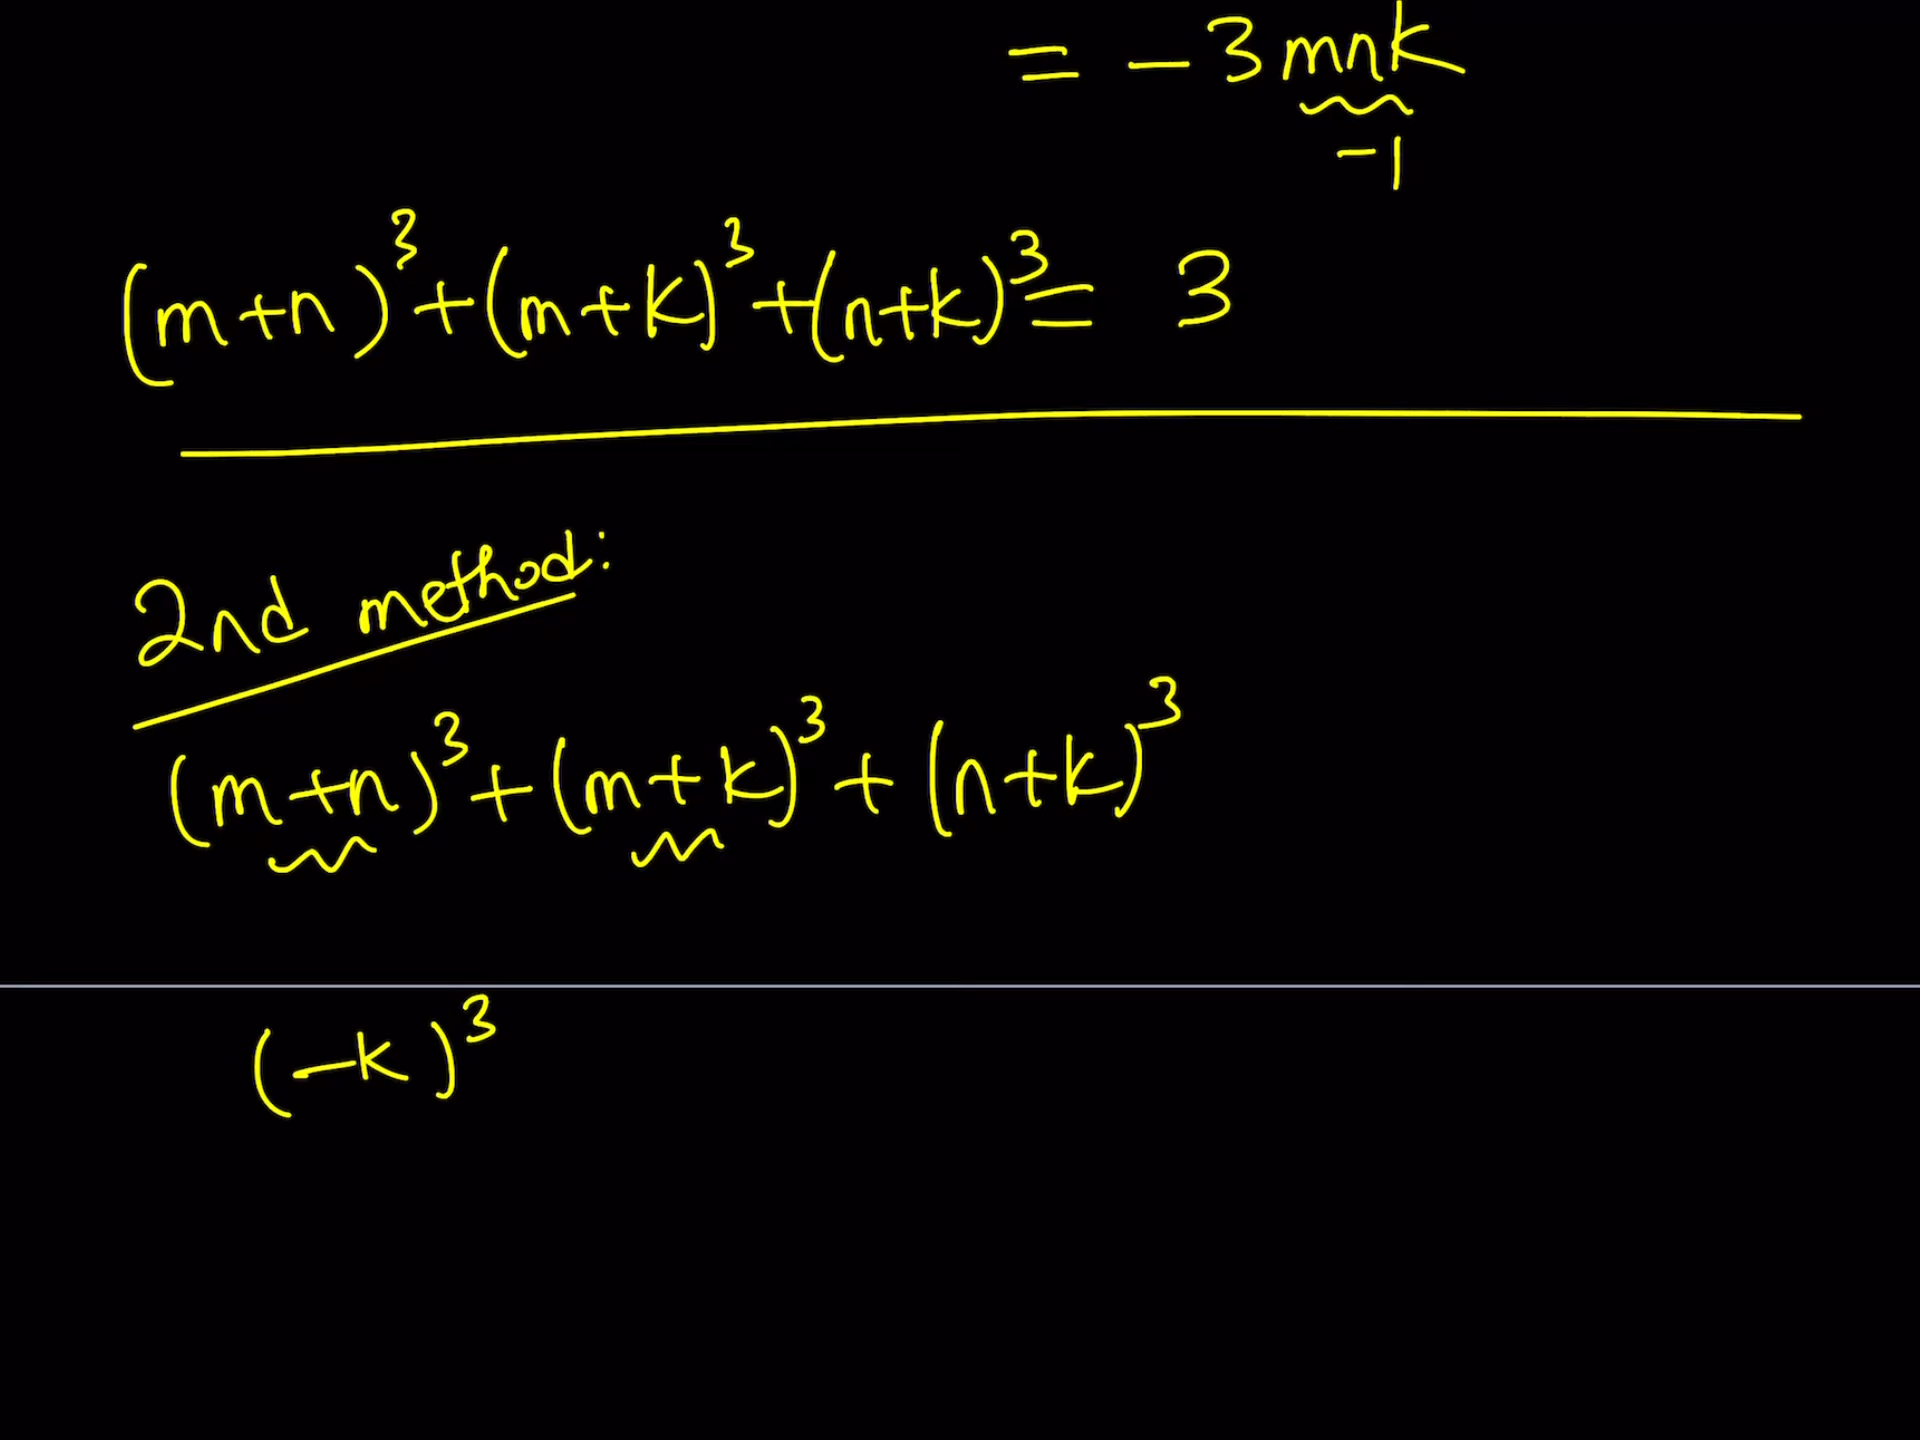 = -3mnk
-1
(m+n)³+(m+k)³+(n+k)³= 3
2nd method:
(m+n)³+(m+k)³+(n+k)³
(-k)³